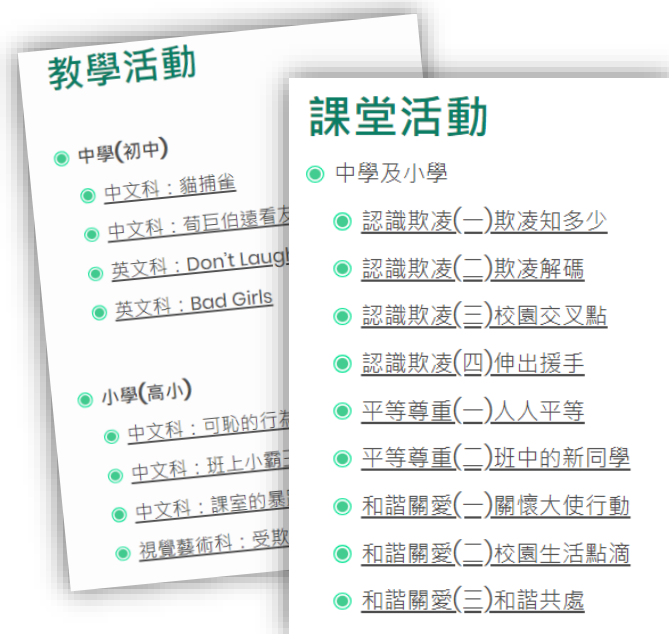 教學活動
中學(初中)
中文科：貓捕雀
中文科：荀巨伯遠看友
英文科：Don't Laugh
英文科：Bad Girls
小學(高小)
中文科：可恥的行為
中文科：班上小霸王
中文科：課室的暴
視覺藝術科：受欺
課堂活動
中學及小學
認識欺凌(一)欺凌知多少
認識欺凌(二)欺凌解碼
認識欺凌(三)校園交叉點
認識欺凌(四)伸出援手
平等尊重(一)人人平等
平等尊重(二)班中的新同學
和諧關愛(一)關懷大使行動
和諧關愛(二)校園生活點滴
和諧關愛(三)和諧共處